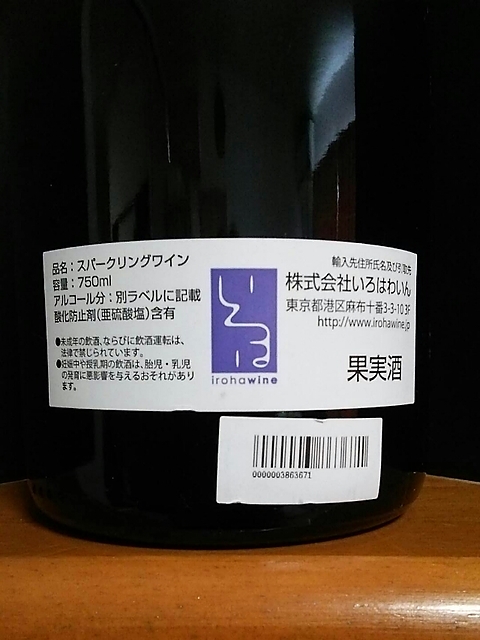 品名：スパークリングワイン
容量：750ml
アルコール分：別ラベルに記載
酸化防止剤(亜硫酸塩)含有
●未成年の飲酒、ならびに飲酒運転は、
法律で禁じられています。
●妊娠中や授乳期の飲酒は、胎児・乳児
の発育に悪影響を与えるおそれがあり
ます。
いろは
irohawine
輸入先住所氏名及び引取先
株式会社いろはわいん
東京都港区麻布十番3-3-10 3F
http://www.irohawine.jp
果実酒
0000003863671